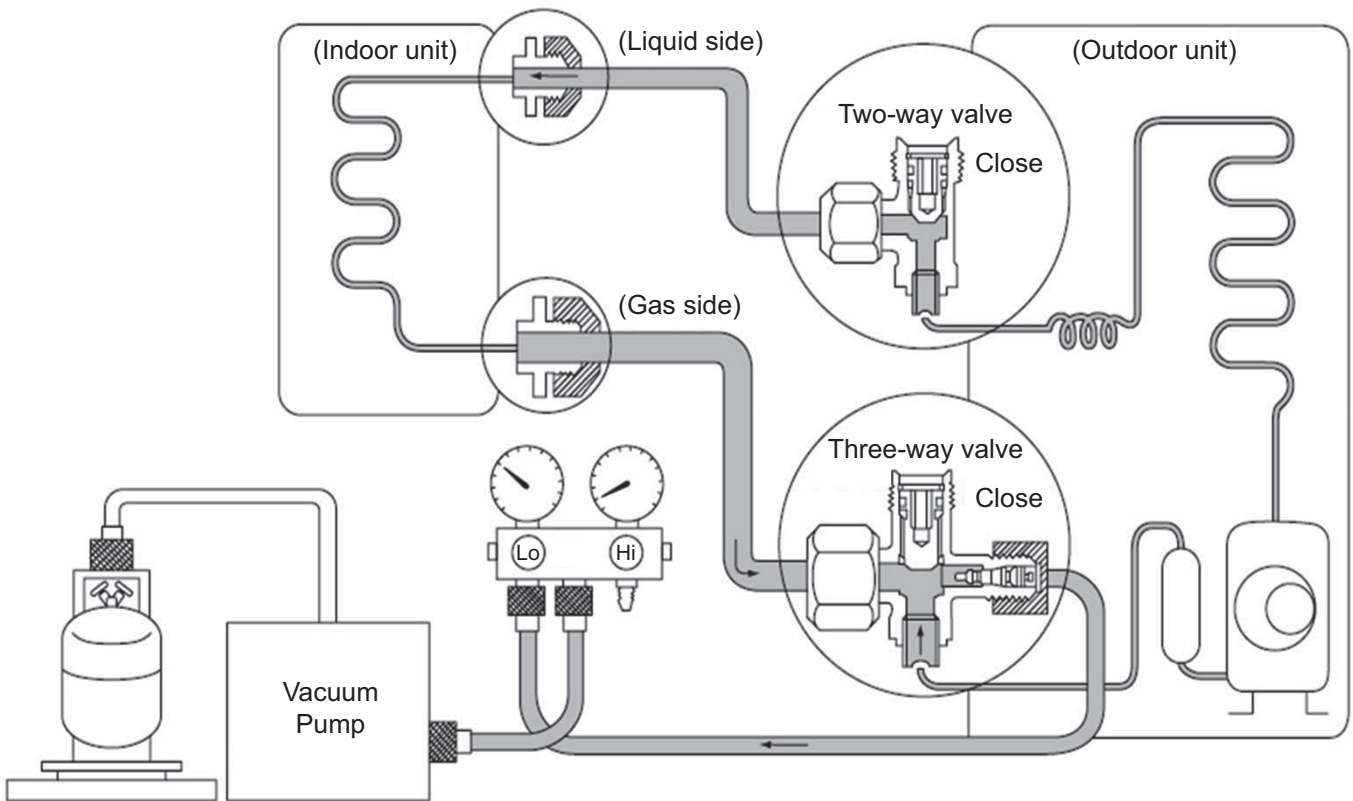 (Indoor unit)
(Liquid side)
(Outdoor unit)
Two-way valve
Close
(Gas side)
Three-way valve
Close
Lo
Hi
Vacuum
Pump